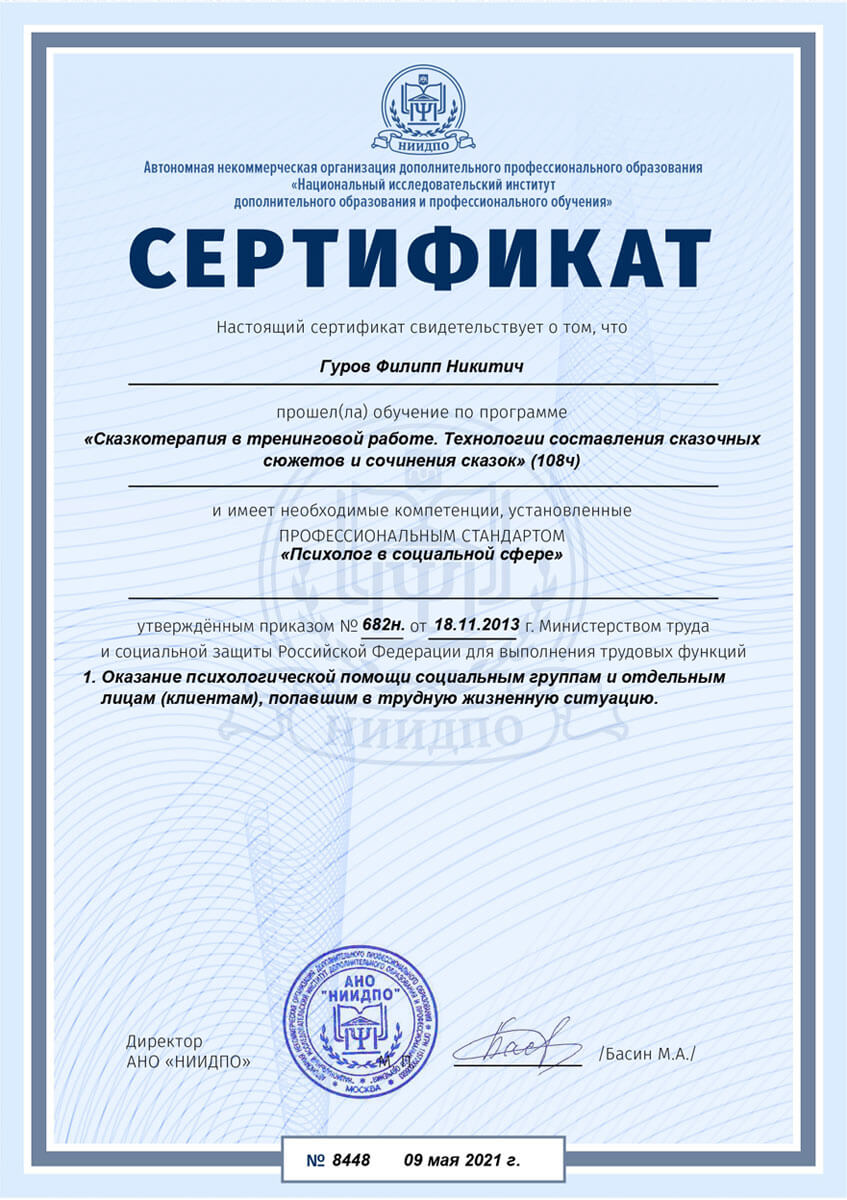 НИИДПО
Автономная некоммерческая организация дополнительного профессионального образования
«Национальный исследовательский институт
дополнительного образования и профессионального обучения»
СЕРТИФИКАТ
Настоящий сертификат свидетельствует о том, что
Гуров Филипп Никитич
прошел(ла) обучение по программе
«Сказкотерапия в тренинговой работе. Технологии составления сказочных
сюжетов и сочинения сказок» (108ч)
и имеет необходимые компетенции, установленные
ПРОФЕССИОНАЛЬНЫМ СТАНДАРТОМ
«Психолог в социальной сфере»
утверждённым приказом № 682н. от 18.11.2013 г. Министерством труда
и социальной защиты Российской Федерации для выполнения трудовых функций
1. Оказание психологической помощи социальным группам и отдельным
лицам (клиентам), попавшим в трудную жизненную ситуацию.
НИИДПО
АНО
"НИИДПО"
МОСКВА
Директор
АНО «НИИДПО»
М.П.
/Басин М.А./
№ 8448 09 мая 2021 г.